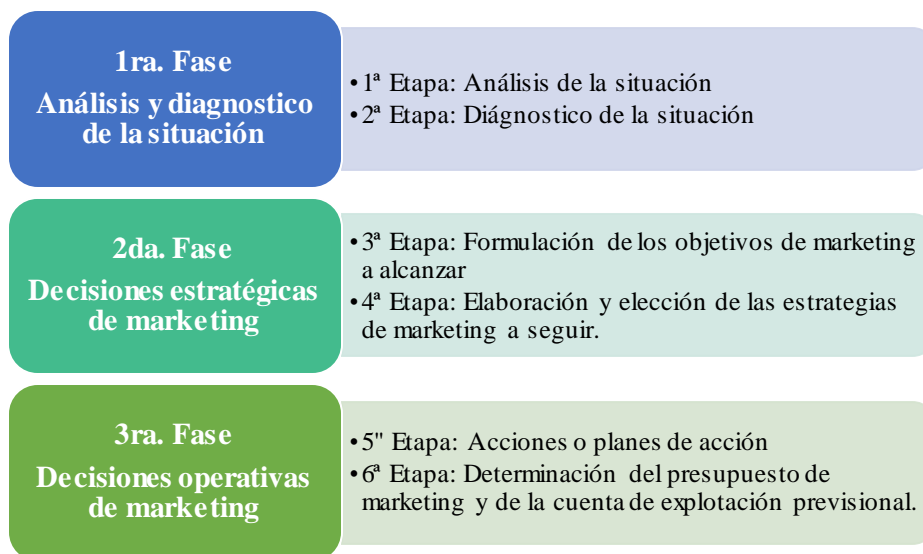 1ra. Fase
Análisis y diagnostico
de la situación
•1ª Etapa: Análisis de la situación
•2ª Etapa: Diágnostico de la situación
2da. Fase
Decisiones estratégicas
de marketing
•3ª Etapa: Formulación de los objetivos de marketing
a alcanzar
•4ª Etapa: Elaboración y elección de las estrategias
de marketing a seguir.
3ra. Fase
Decisiones operativas
de marketing
•5" Etapa: Acciones o planes de acción
•6ª Etapa: Determinación del presupuesto de
marketing y de la cuenta de explotación previsional.